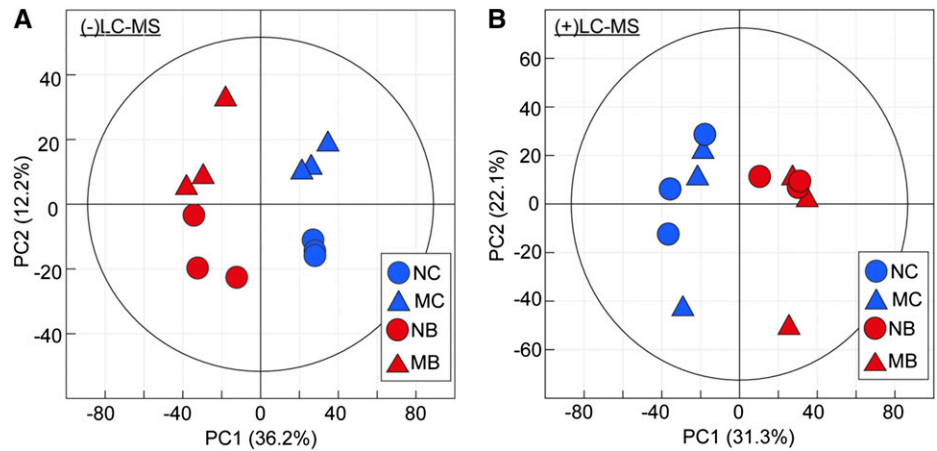 A
(-)LC-MS
40
20
0
-20
-40
-80
-40
0
40
80
PC2 (12.2%)
PC1 (36.2%)
NC
MC
NB
MB
B
(+)LC-MS
60
40
20
0
-20
-40
-60
-80
-40
0
40
80
PC2 (22.1%)
PC1 (31.3%)
NC
MC
NB
MB